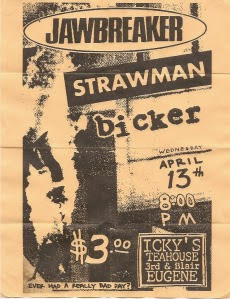 JAWBREAKER
STRAWMAN
bicker
WEDNESDAY
APRIL
13th
8:00
PM
$3.00
ICKY'S
TEAHOUSE
3rd & Blair
EUGENE
EVER HAD A REALLY BAD DAY?